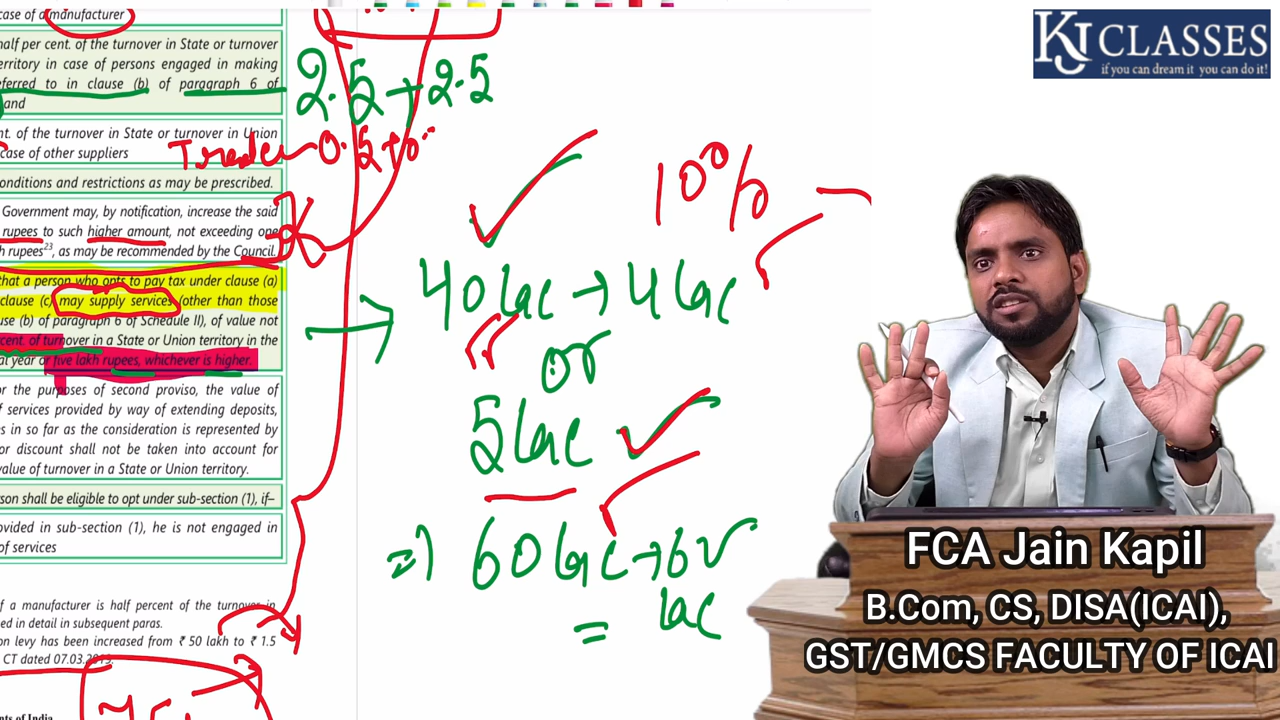 case of a manufacturer
half per cent. of the turnover in State or turnover
territory in case of persons engaged in making
eferred to in clause (b) of paragraph 6 of
and
nt. of the turnover in State or turnover in Union
case of other suppliers
onditions and restrictions as may be prescribed.
Government may, by notification, increase the said
rupees to such higher amount, not exceeding one
h rupees23, as may be recommended by the Council.
that a person who opts to pay tax under clause (a)
clause (c) may supply services (other than those
use (b) of paragraph 6 of Schedule II), of value not
cent. of turnover in a State or Union territory in the
al year or five lakh rupees, whichever is higher.
or the purposes of second proviso, the value of
f services provided by way of extending deposits,
es in so far as the consideration is represented by
or discount shall not be taken into account for
value of turnover in a State or Union territory.
rson shall be eligible to opt under sub-section (1), if–
ovided in sub-section (1), he is not engaged in
of services
f a manufacturer is half percent of the turnover in
ned in detail in subsequent paras.
on levy has been increased from ₹ 50 lakh to ₹ 1.5
CT dated 07.03.2019.
nts of India
2.5+2.5
Trader 0.5+0
10%
40 lac → 4 lac
or
5 lac
⇒ 60 lac → 6
lac
=
KJ CLASSES
if you can dream it you can do it!
FCA Jain Kapil
B.Com, CS, DISA(ICAI),
GST/GMCS FACULTY OF ICAI